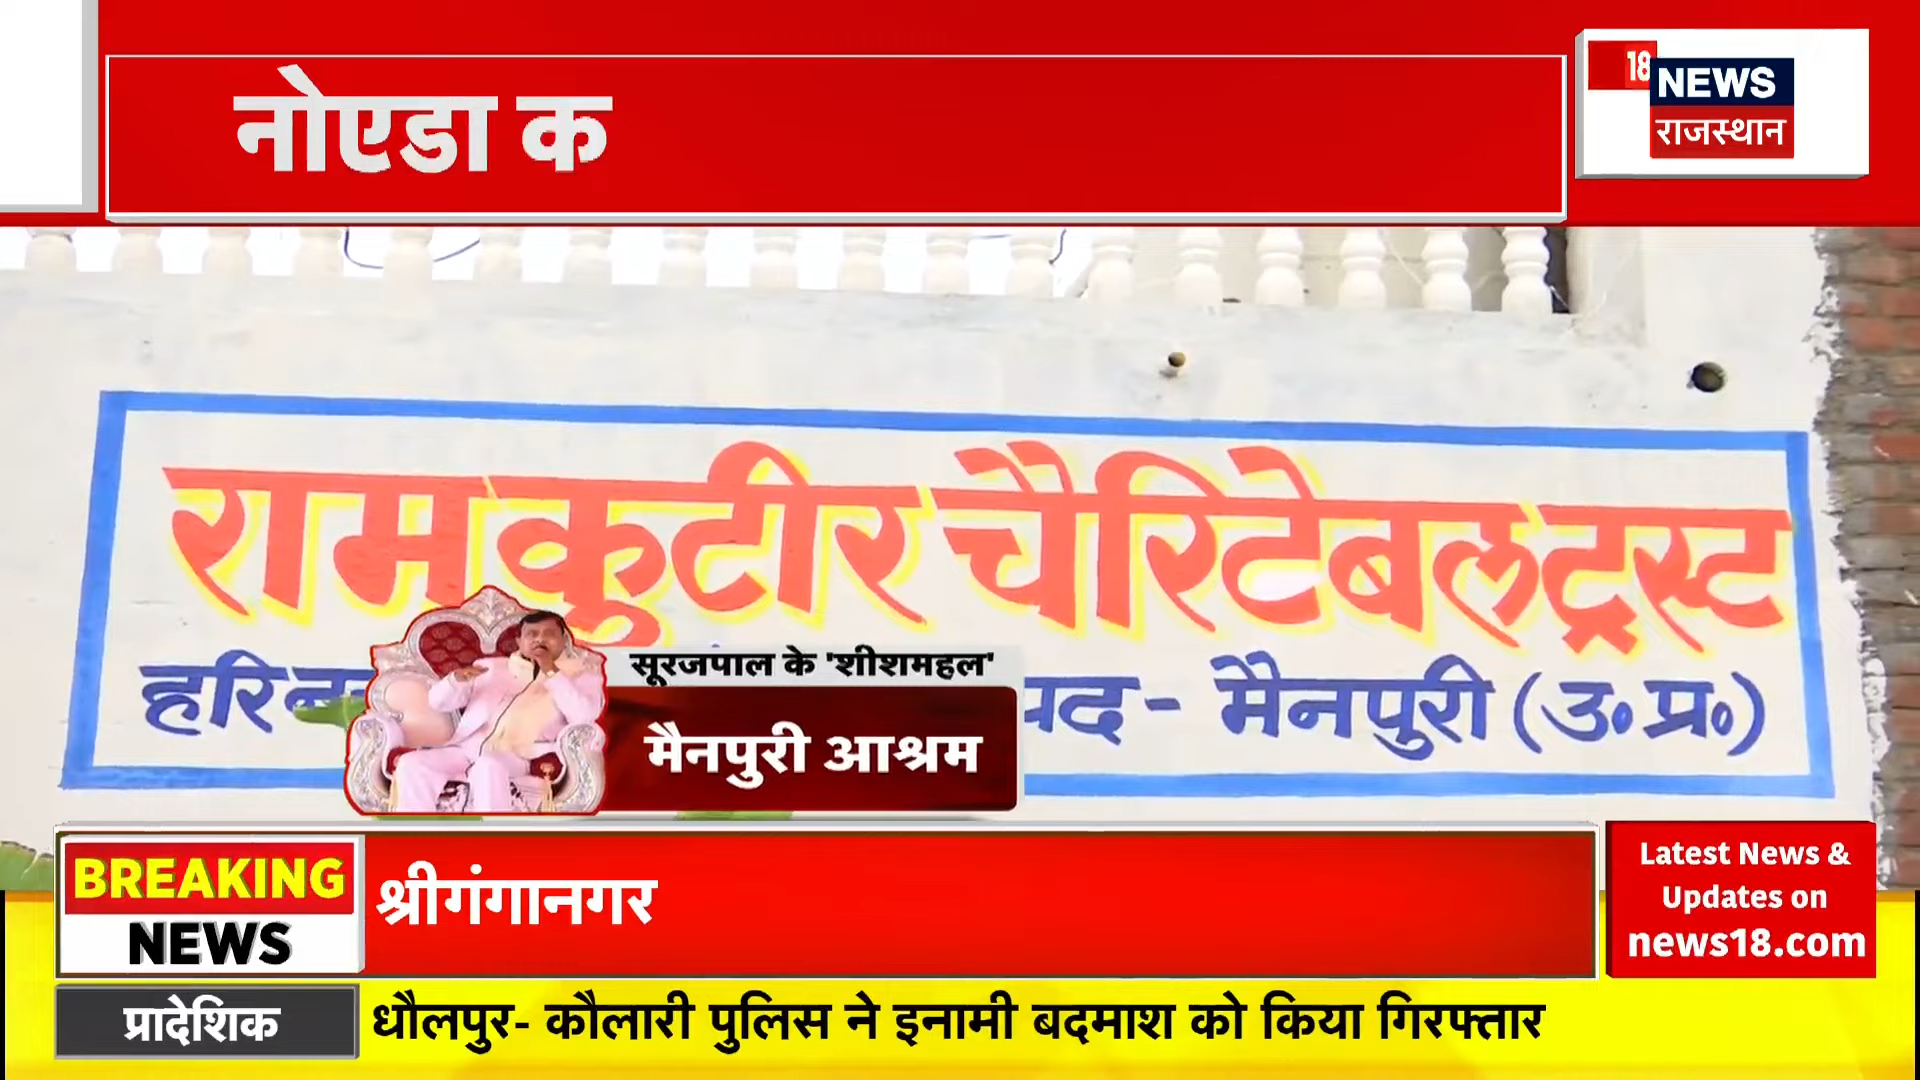 नोएडा क
18
NEWS
राजस्थान
रामकुटीर चैरिटेबल ट्रस्ट
मैनपुरी (उ॰ प्र॰)
सूरजपाल के 'शीशमहल'
मैनपुरी आश्रम
BREAKING
NEWS
श्रीगंगानगर
Latest News &
Updates on
news18.com
प्रादेशिक
धौलपुर- कौलारी पुलिस ने इनामी बदमाश को किया गिरफ्तार